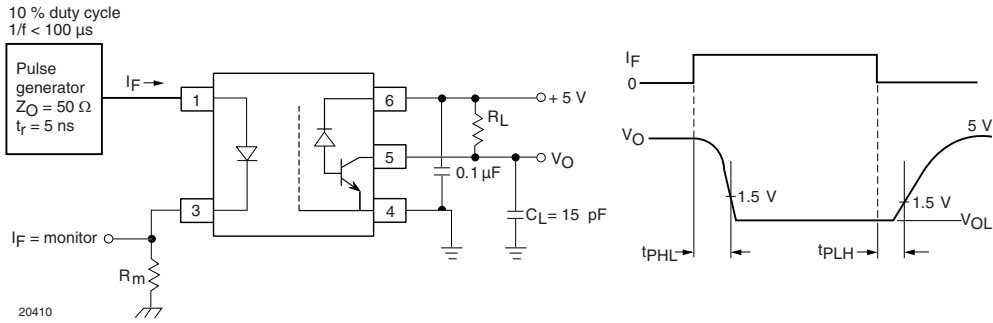 10 % duty cycle
1/f < 100 µs
Pulse
generator
ZO = 50 Ω
tr = 5 ns
IF
1
3
6
5
4
+ 5 V
RL
VO
0.1 µF
CL = 15 pF
IF = monitor
Rm
20410
IF
0
VO
5 V
1.5 V
1.5 V
VOL
tPHL
tPLH